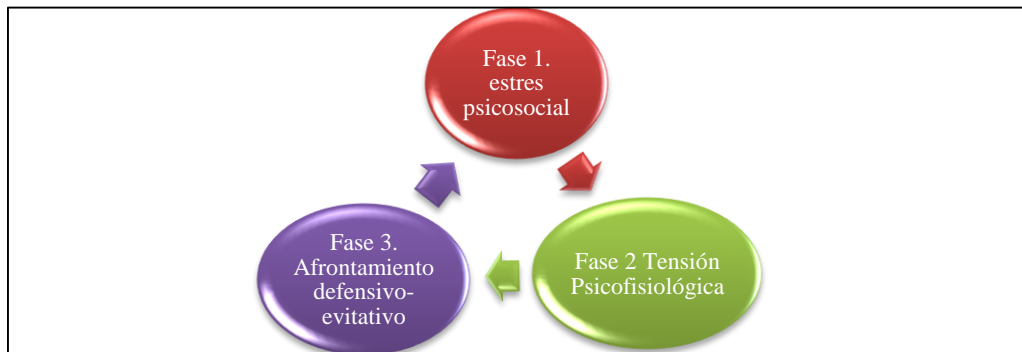 Fase 1.
estres
psicosocial
Fase 2 Tensión
Psicofisiológica
Fase 3.
Afrontamiento
defensivo-
evitativo